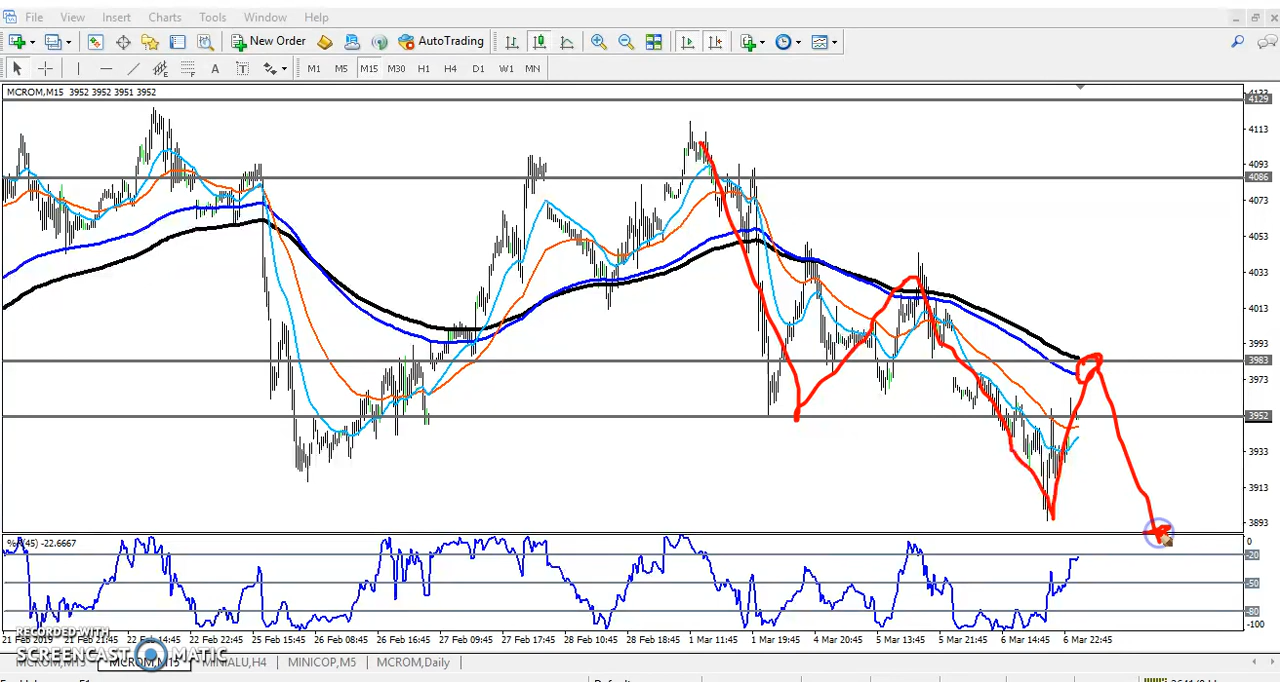 File View Insert Charts Tools Window Help
New Order AutoTrading
A T M1 M5 M15 M30 H1 H4 D1 W1 MN
MCROM,M15 3952 3952 3951 3952
4129
4113
4093
4086
4073
4053
4033
4013
3993
3983
3973
3952
3933
3913
3893
%R(45) -22.6667
0
-20
-50
-80
-100
21 Feb 2019 21 Feb 21:45 22 Feb 14:45 22 Feb 22:45 25 Feb 15:45 26 Feb 08:45 26 Feb 16:45 27 Feb 09:45 27 Feb 17:45 28 Feb 10:45 28 Feb 18:45 1 Mar 11:45 1 Mar 19:45 4 Mar 20:45 5 Mar 13:45 5 Mar 21:45 6 Mar 14:45 6 Mar 22:45
RECORDED WITH
SCREENCAST MATIC
MCROM,M15 MINIALU,H4 MINICOP,M5 MCROM,Daily